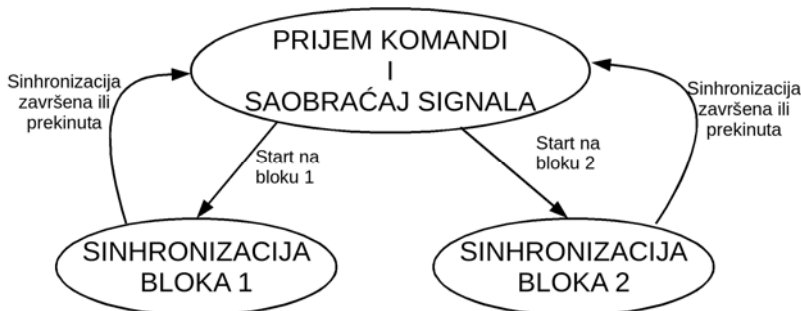 PRIJEM KOMANDI
I
SAOBRAĆAJ SIGNALA
Sinhronizacija
završena ili
prekinuta
Sinhronizacija
završena ili
prekinuta
Start na
bloku 1
Start na
bloku 2
SINHRONIZACIJA
BLOKA 1
SINHRONIZACIJA
BLOKA 2